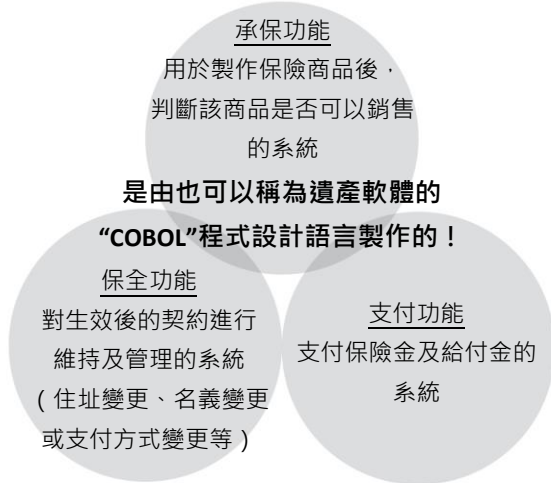 承保功能
用於製作保險商品後，
判斷該商品是否可以銷售
的系統
是由也可以稱為遺產軟體的
“COBOL”程式設計語言製作的！
保全功能
對生效後的契約進行
維持及管理的系統
（住址變更、名義變更
或支付方式變更等）
支付功能
支付保險金及給付金的
系統